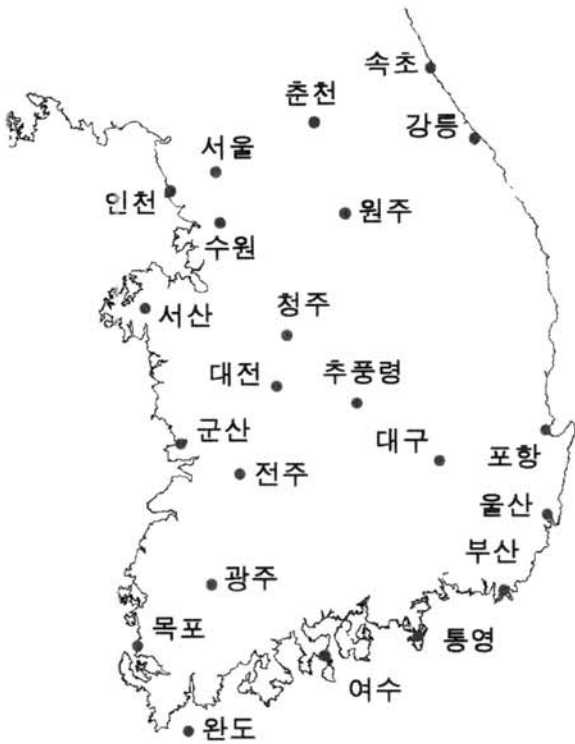 속초
춘천
강릉
서울
인천
원주
수원
서산
청주
대전
추풍령
군산
대구
포항
전주
울산
부산
광주
목포
통영
여수
완도